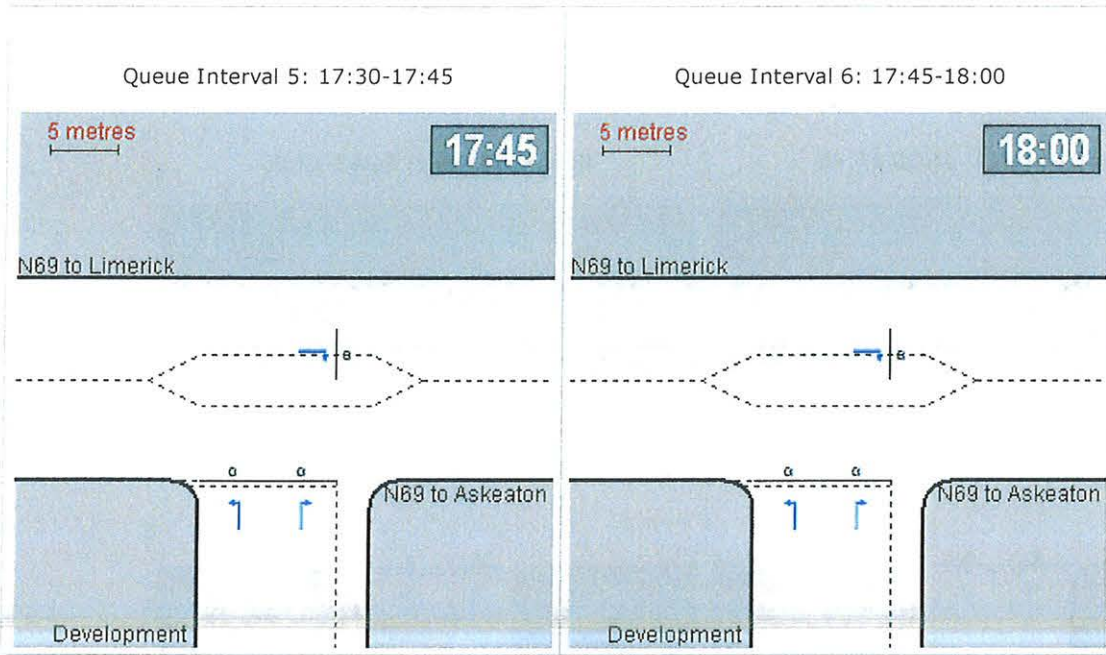 Queue Interval 5: 17:30-17:45
5 metres
17:45
N69 to Limerick
N69 to Askeaton
Development
Queue Interval 6: 17:45-18:00
5 metres
18:00
N69 to Limerick
N69 to Askeaton
Development